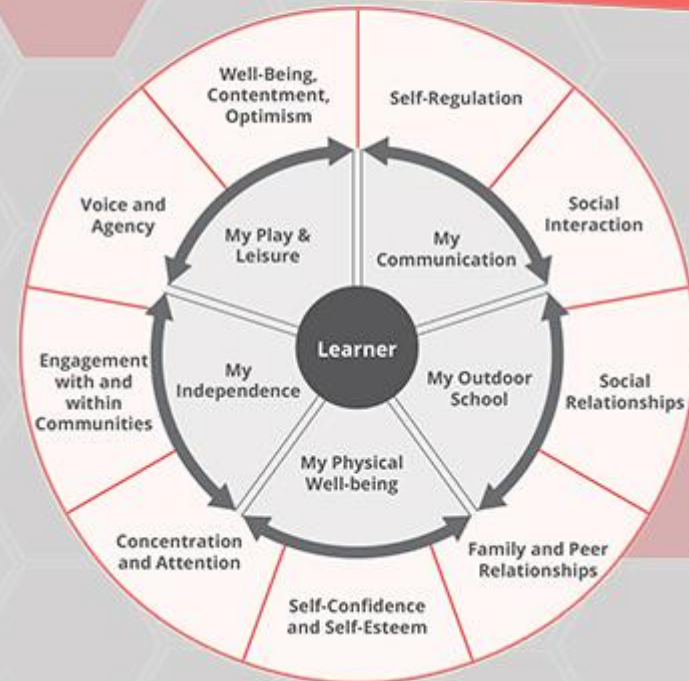 Well-Being,
Contentment,
Optimism
Self-Regulation
Social
Interaction
Social
Relationships
Family and Peer
Relationships
Self-Confidence
and Self-Esteem
Concentration
and Attention
Engagement
with and
within
Communities
Voice and
Agency
My Play &
Leisure
My
Communication
My Outdoor
School
My Physical
Well-being
My
Independence
Learner